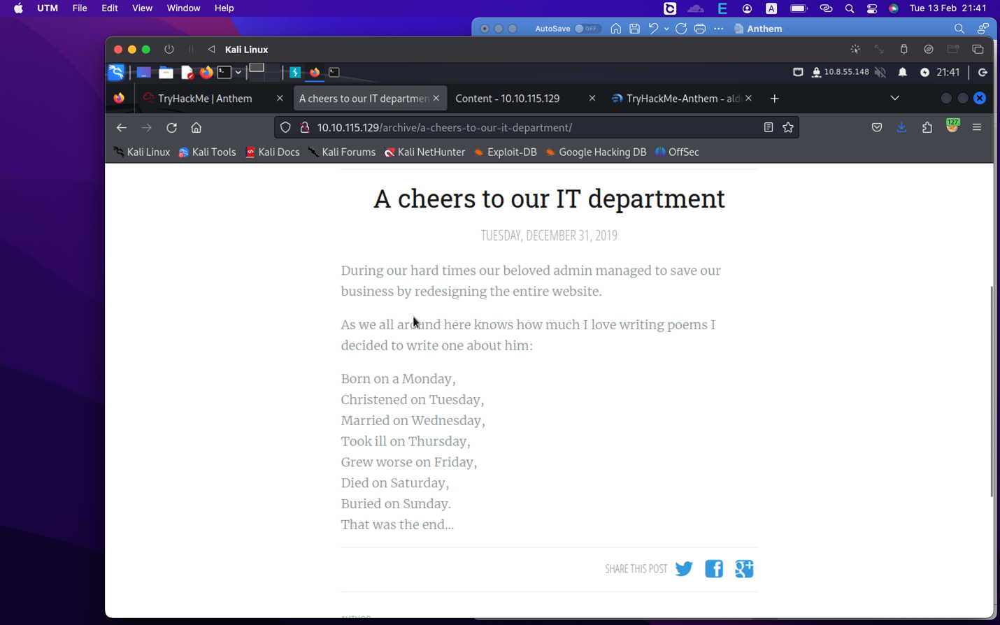 UTM File Edit View Window Help
E A Tue 13 Feb 21:41
AutoSave OFF
Anthem
Kali Linux
10.8.55.148 21:41
TryHackMe | Anthem
A cheers to our IT departmen
Content - 10.10.115.129
TryHackMe-Anthem - ald
10.10.115.129/archive/a-cheers-to-our-it-department/
127.
Kali Linux Kali Tools Kali Docs Kali Forums Kali NetHunter Exploit-DB Google Hacking DB OffSec
A cheers to our IT department
TUESDAY, DECEMBER 31, 2019
During our hard times our beloved admin managed to save our
business by redesigning the entire website.
As we all around here knows how much I love writing poems I
decided to write one about him:
Born on a Monday,
Christened on Tuesday,
Married on Wednesday,
Took ill on Thursday,
Grew worse on Friday,
Died on Saturday,
Buried on Sunday.
That was the end...
SHARE THIS POST
AUTHOR